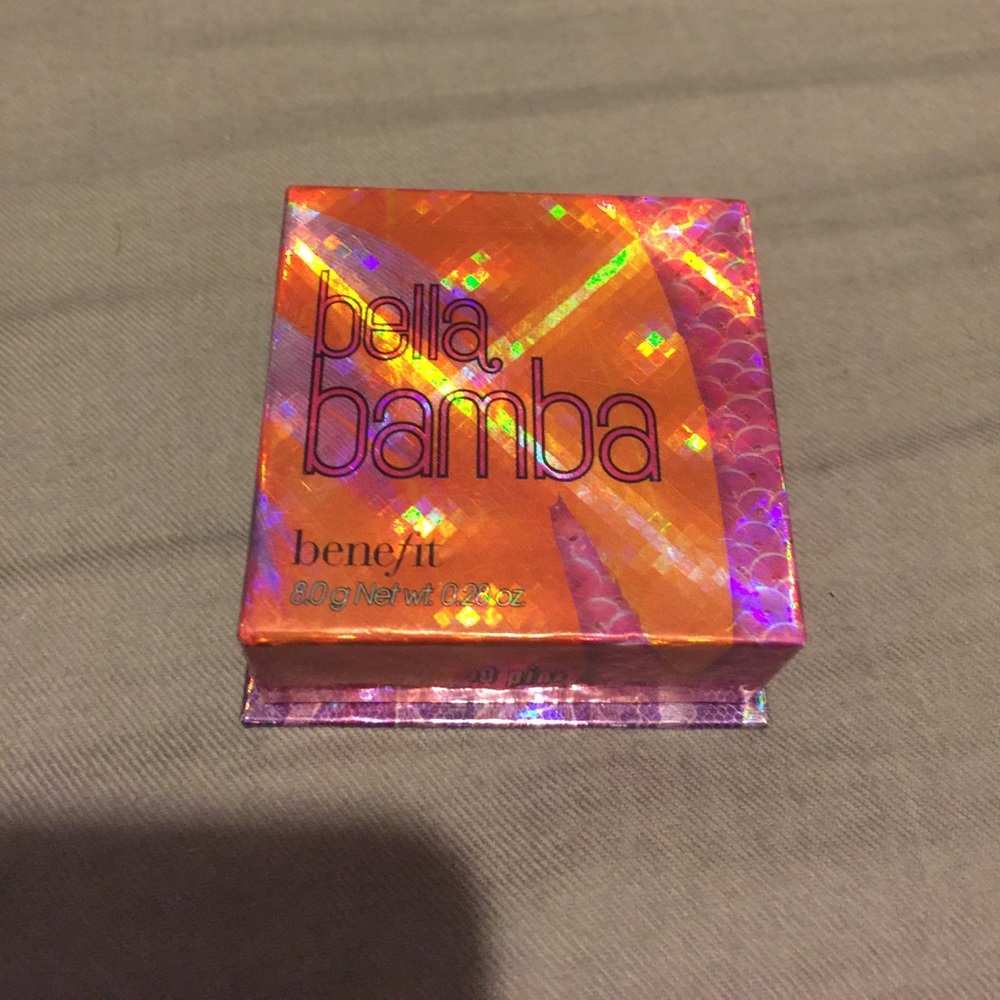 bella
bamba
benefit
8.0 g Net wt. 0.28 oz.